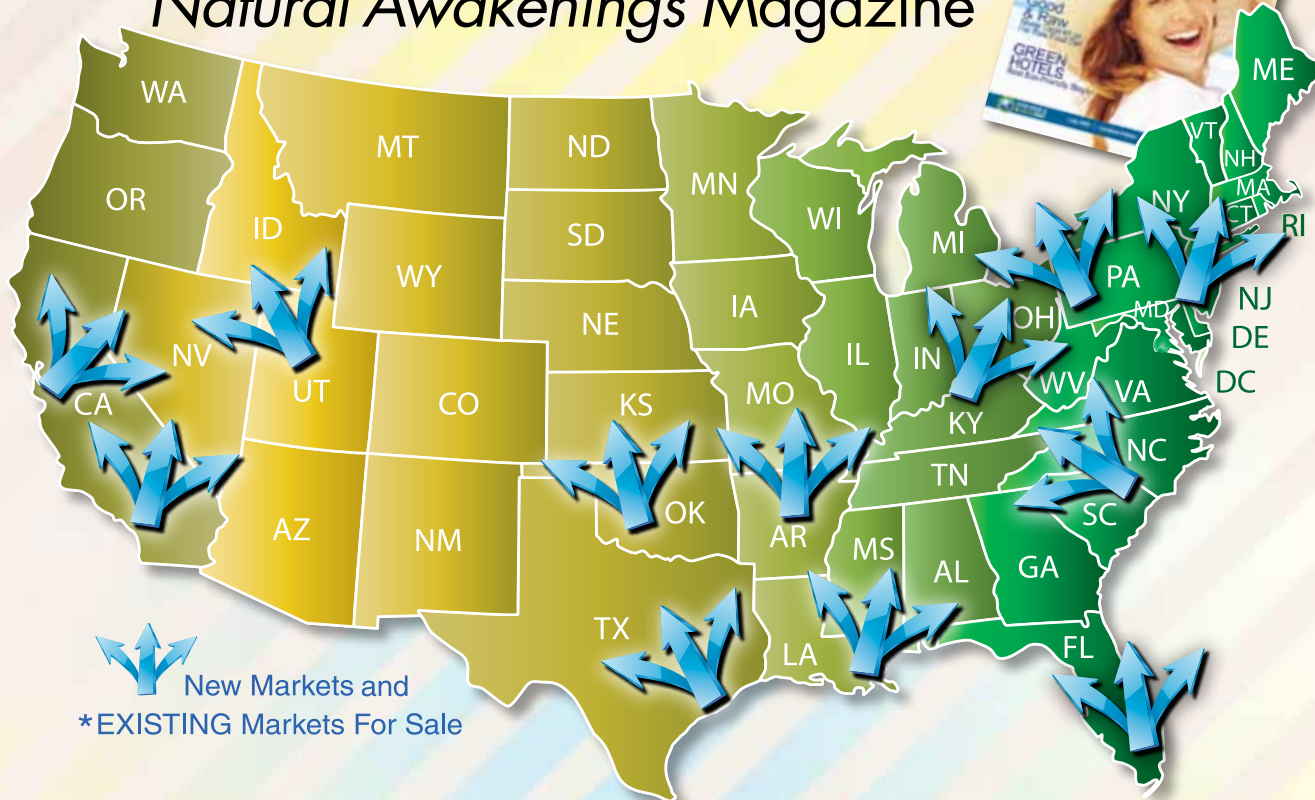 Natural Awakenings Magazine
Food
& Raw
GREEN
HOTELS
WA
ME
MT
ND
VT
MN
NH
OR
MA
SD
NY
CT
WI
ID
RI
MI
WY
PA
NJ
IA
MD
NE
OH
DE
NV
IL
IN
DC
UT
WV
VA
MO
CO
KS
CA
KY
NC
TN
OK
SC
AZ
AR
NM
MS
GA
AL
TX
LA
FL
New Markets and
*EXISTING Markets For Sale